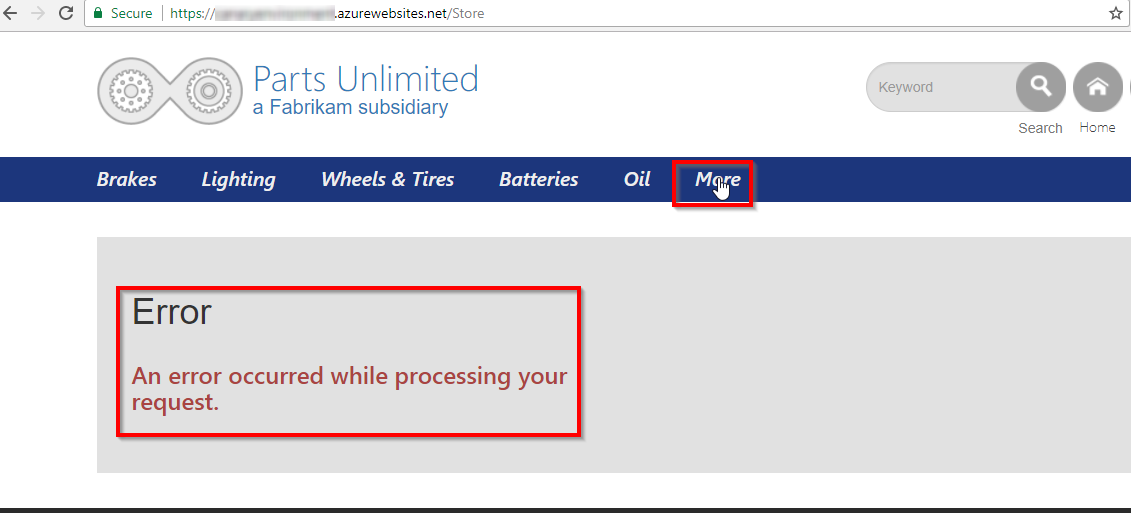 Secure https:// .azurewebsites.net/Store
Parts Unlimited
a Fabrikam subsidiary
Keyword
Search Home
Brakes Lighting Wheels & Tires Batteries Oil More
Error
An error occurred while processing your
request.